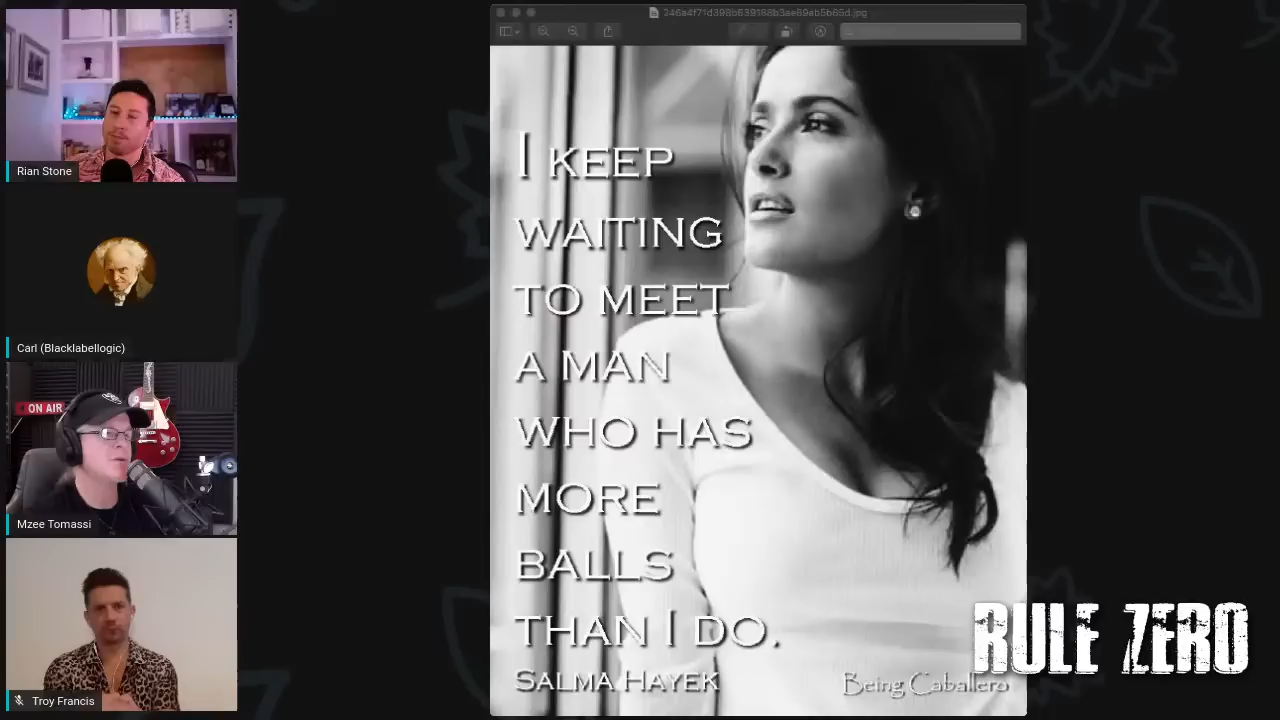 Rian Stone
Carl (Blacklabellogic)
ON AIR
Mzee Tomassi
Troy Francis
I KEEP
WAITING
TO MEET
A MAN
WHO HAS
MORE
BALLS
THAN I DO.
SALMA HAYEK
Being Caballero
RULE ZERO